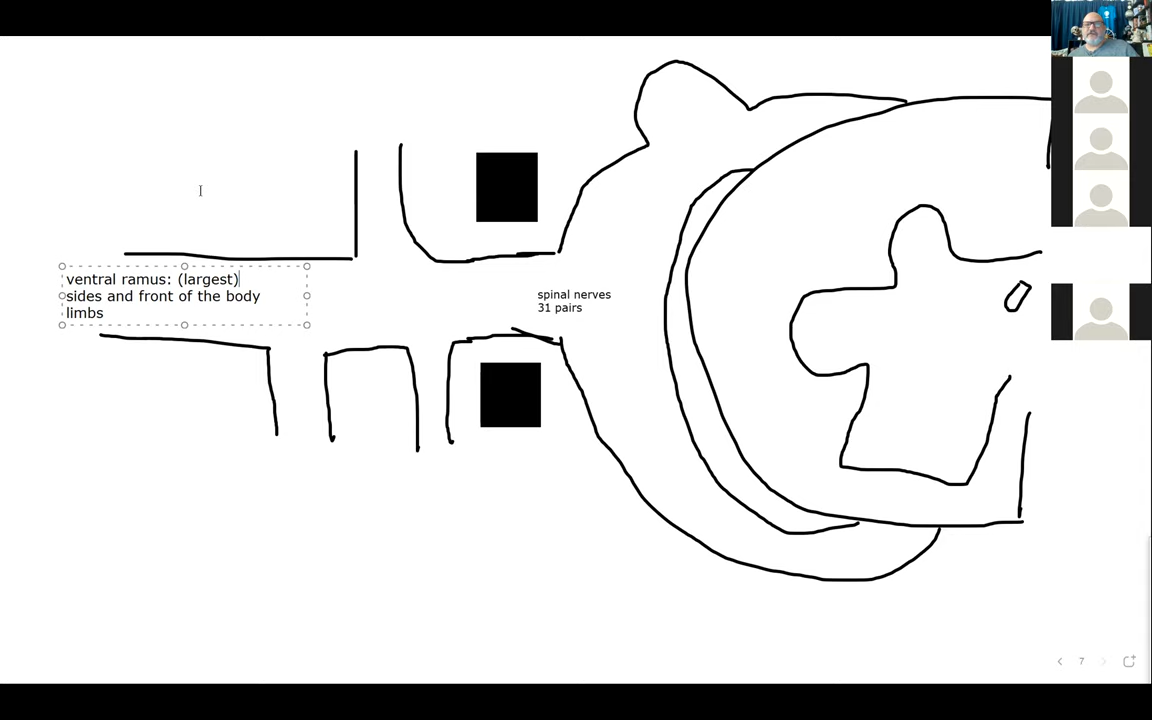 ventral ramus: (largest)
sides and front of the body
limbs
spinal nerves
31 pairs
7